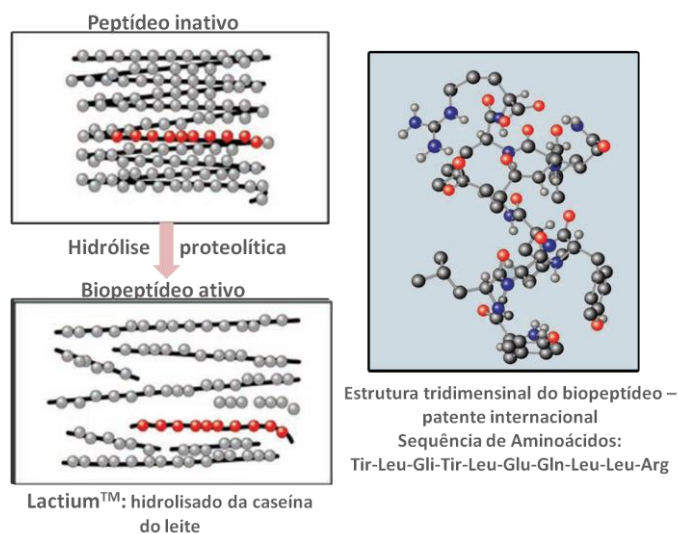 Peptídeo inativo
Hidrólise proteolítica
Biopeptídeo ativo
Lactium™: hidrolisado da caseína
do leite
Estrutura tridimensinal do biopeptídeo –
patente internacional
Sequência de Aminoácidos:
Tir-Leu-Gli-Tir-Leu-Glu-Gln-Leu-Leu-Arg